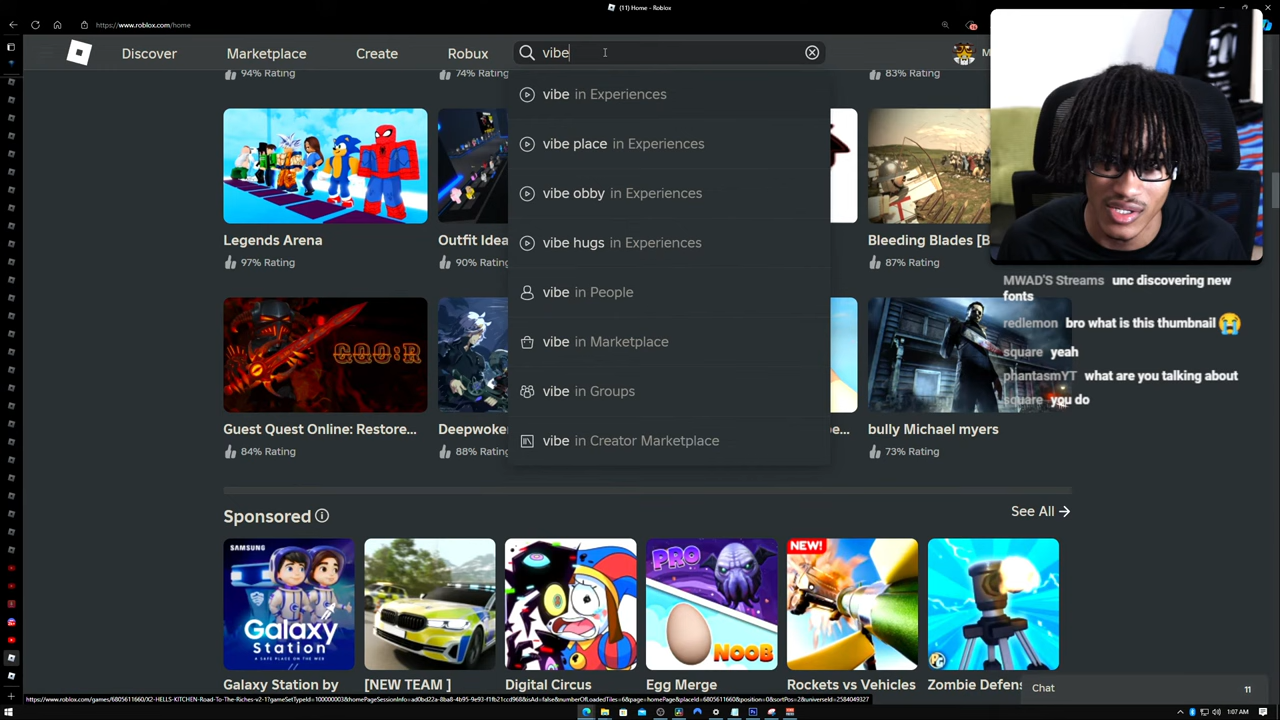 (11) Home - Roblox
https://www.roblox.com/home
Discover
Marketplace
Create
Robux
vibe
94% Rating
74% Rating
83% Rating
vibe in Experiences
vibe place in Experiences
vibe obby in Experiences
vibe hugs in Experiences
vibe in People
vibe in Marketplace
vibe in Groups
vibe in Creator Marketplace
Legends Arena
97% Rating
Outfit Idea
90% Rating
Bleeding Blades [B
87% Rating
MWAD'S Streams unc discovering new
fonts
redlemon bro what is this thumbnail 😭
square yeah
phantasmYT what are you talking about
square you do
GQO:R
Guest Quest Online: Restore...
84% Rating
Deepwoke
88% Rating
e...
bully Michael myers
73% Rating
Sponsored
See All
SAMSUNG
Galaxy
Station
A SAFE PLACE ON THE WEB
PRO
NOOB
NEW!
Galaxy Station by
[NEW TEAM ]
Digital Circus
Egg Merge
Rockets vs Vehicles
Zombie Defens
Chat
11
1:07 AM